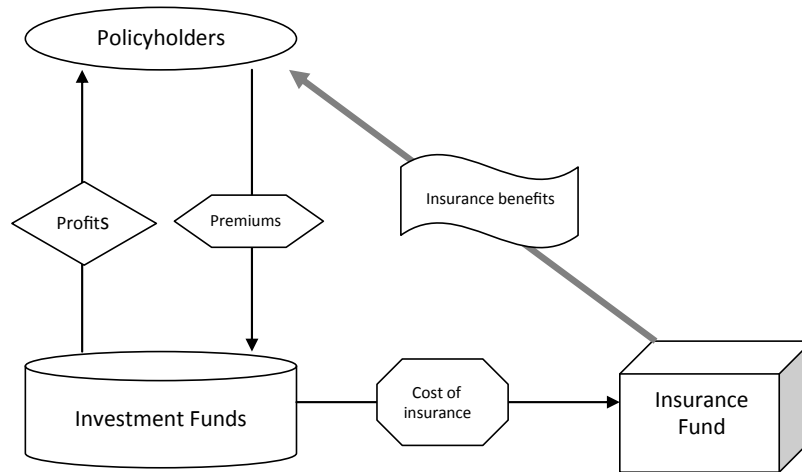 Policyholders
Insurance benefits
Profits
Premiums
Investment Funds
Cost of
insurance
Insurance
Fund